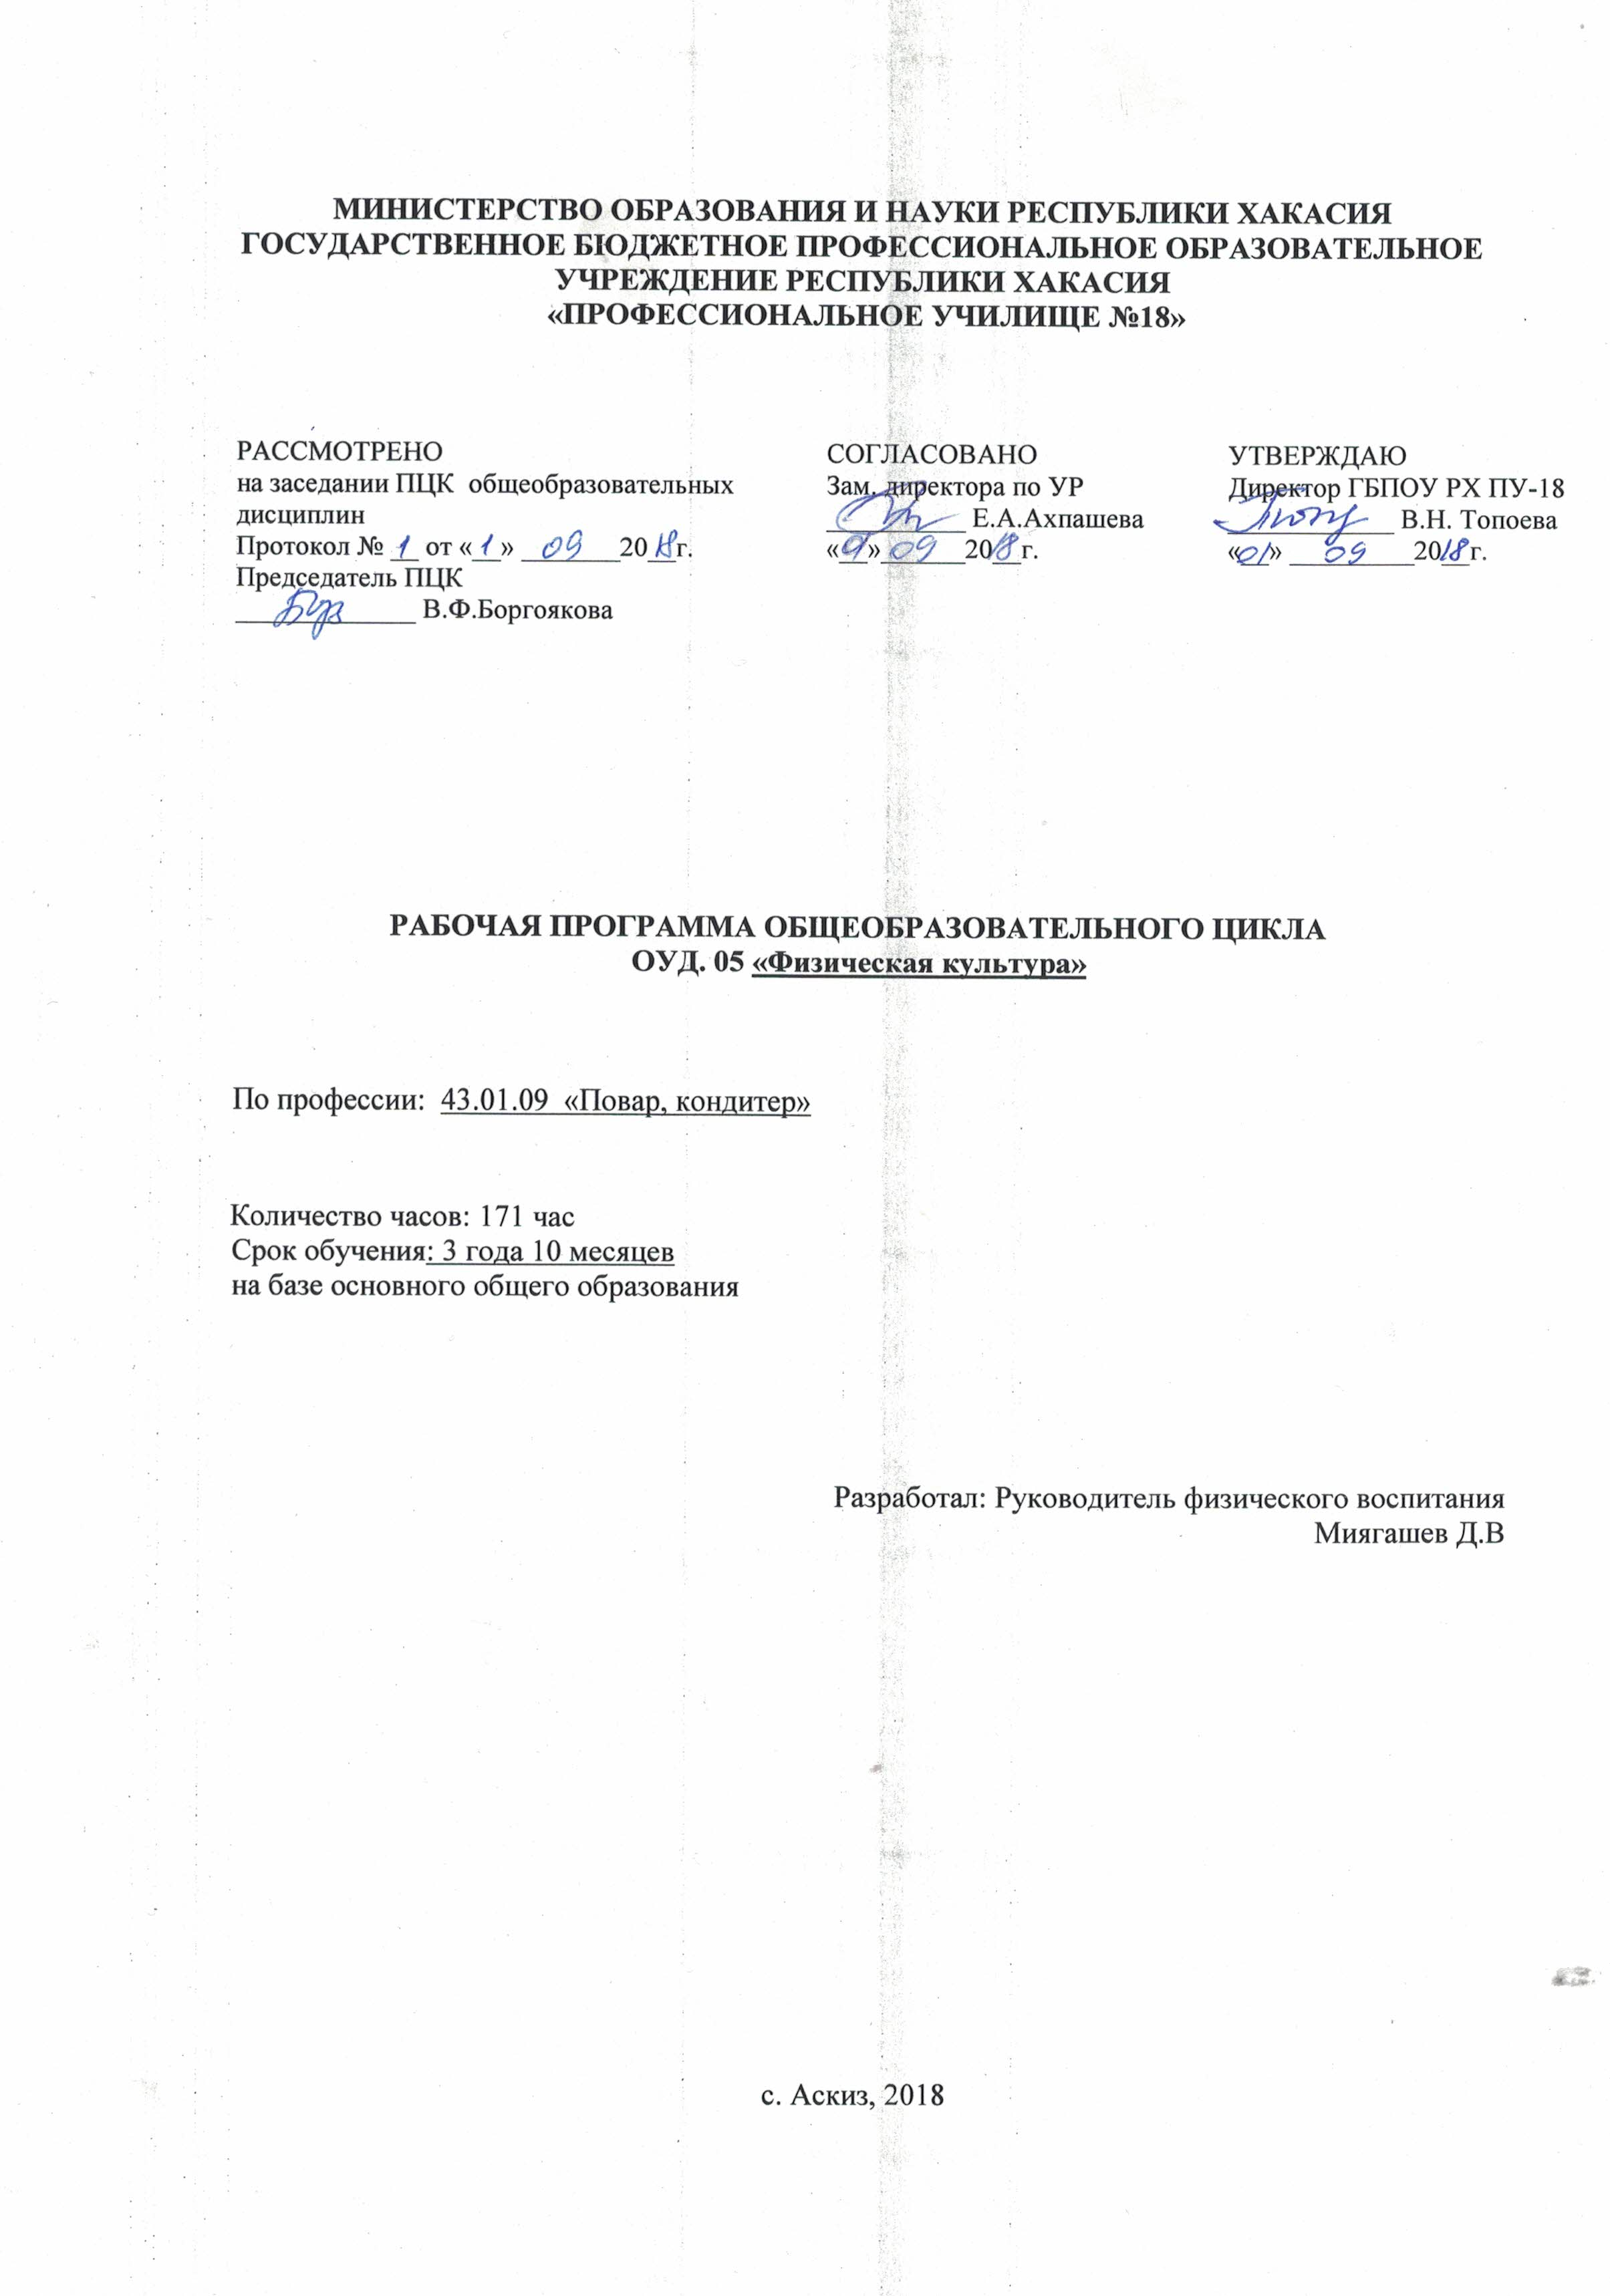 МИНИСТЕРСТВО ОБРАЗОВАНИЯ И НАУКИ РЕСПУБЛИКИ ХАКАСИЯ
ГОСУДАРСТВЕННОЕ БЮДЖЕТНОЕ ПРОФЕССИОНАЛЬНОЕ ОБРАЗОВАТЕЛЬНОЕ
УЧРЕЖДЕНИЕ РЕСПУБЛИКИ ХАКАСИЯ
«ПРОФЕССИОНАЛЬНОЕ УЧИЛИЩЕ №18»
РАССМОТРЕНО
на заседании ПЦК общеобразовательных
дисциплин
Протокол № 1 от «1» 09 2018г.
Председатель ПЦК
В.Ф.Боргоякова
СОГЛАСОВАНО
Зам. директора по УР
Е.А.Ахпашева
« » 09 2018г.
УТВЕРЖДАЮ
Директор ГБПОУ РХ ПУ-18
В.Н. Топоева
«01» 09 2018г.
РАБОЧАЯ ПРОГРАММА ОБЩЕОБРАЗОВАТЕЛЬНОГО ЦИКЛА
ОУД. 05 «Физическая культура»
По профессии: 43.01.09 «Повар, кондитер»
Количество часов: 171 час
Срок обучения: 3 года 10 месяцев
на базе основного общего образования
Разработал: Руководитель физического воспитания
Миягашев Д.В
с. Аскиз, 2018